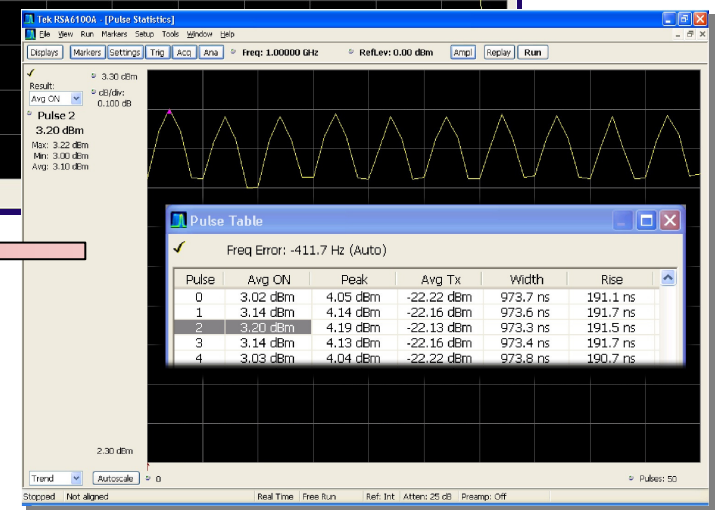 Tek RSA6100A - [Pulse Statistics]
File View Run Markers Setup Tools Window Help
Displays Markers Settings Trig Acq Ana Freq: 1.00000 GHz RefLev: 0.00 dBm Ampl Replay Run
Result:
Avg ON
3.30 dBm
dB/div:
0.100 dB
Pulse 2
3.20 dBm
Max: 3.22 dBm
Min: 3.00 dBm
Avg: 3.10 dBm
Pulse Table
Freq Error: -411.7 Hz (Auto)
Pulse Avg ON Peak Avg Tx Width Rise
0 3.02 dBm 4.05 dBm -22.22 dBm 973.7 ns 191.1 ns
1 3.14 dBm 4.14 dBm -22.16 dBm 973.6 ns 191.7 ns
2 3.20 dBm 4.19 dBm -22.13 dBm 973.3 ns 191.5 ns
3 3.14 dBm 4.13 dBm -22.16 dBm 973.4 ns 191.7 ns
4 3.03 dBm 4.04 dBm -22.22 dBm 973.8 ns 190.7 ns
2.30 dBm
Trend Autoscale 0 Pulses: 50
Stopped Not aligned Real Time Free Run Ref: Int Atten: 25 dB Preamp: Off